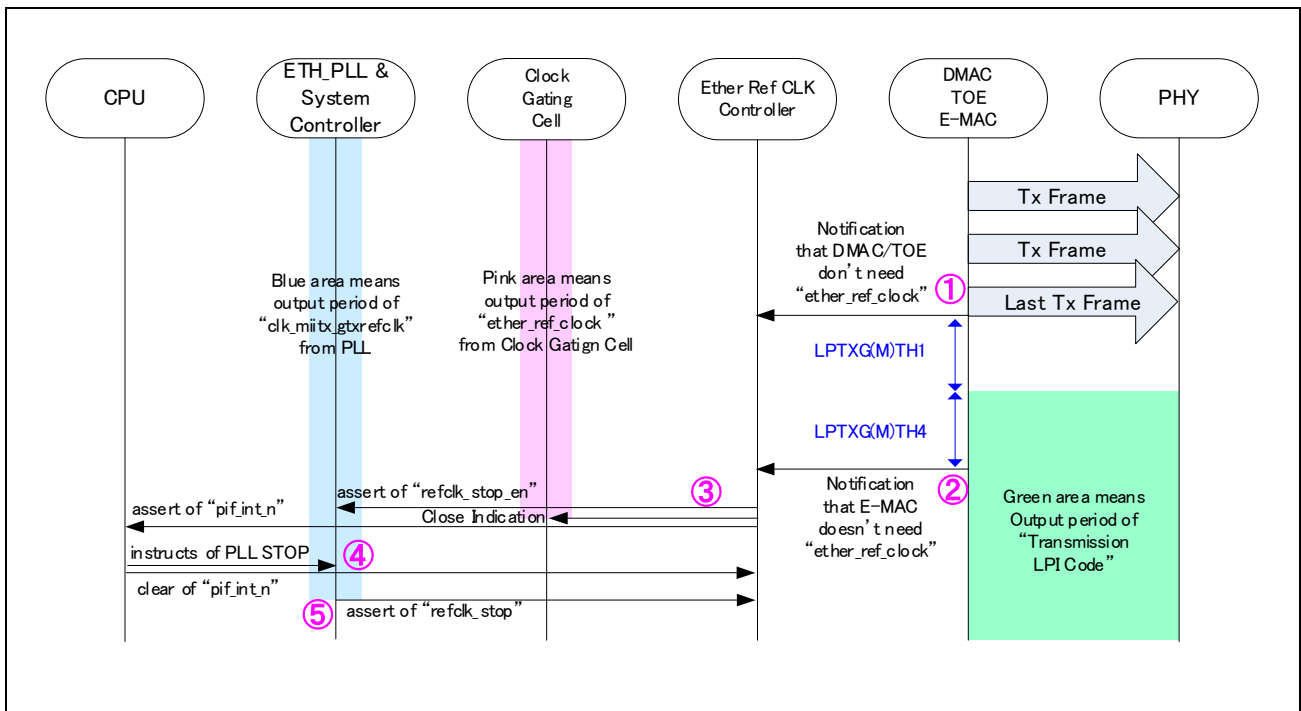 CPU
ETH_PLL &
System
Controller
Clock
Gating
Cell
Ether Ref CLK
Controller
DMAC
TOE
E-MAC
PHY
Tx Frame
Tx Frame
Last Tx Frame
Notification
that DMAC/TOE
don't need
“ether_ref_clock”
①
Blue area means
output period of
“clk_miitx_gtxrefclk”
from PLL
Pink area means
output period of
“ether_ref_clock ”
from Clock Gatign Cell
LPTXG(M)TH1
LPTXG(M)TH4
②
Notification
that E-MAC
doesn't need
“ether_ref_clock”
Green area means
Output period of
“Transmission
LPI Code”
③
assert of “refclk_stop_en”
Close Indication
assert of “pif_int_n”
instructs of PLL STOP
④
clear of “pif_int_n”
⑤
assert of “refclk_stop”